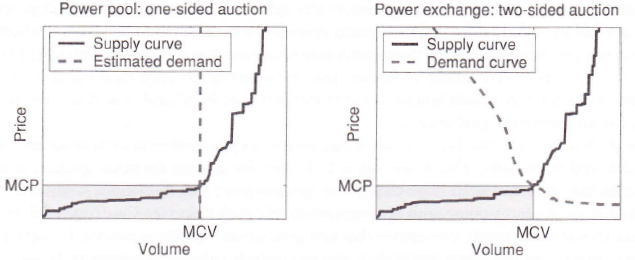 Power pool: one-sided auction
Supply curve
Estimated demand
Price
MCP
MCV
Volume
Power exchange: two-sided auction
Supply curve
Demand curve
Price
MCP
MCV
Volume